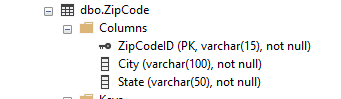 dbo.ZipCode
Columns
ZipCodeID (PK, varchar(15), not null)
City (varchar(100), not null)
State (varchar(50), not null)